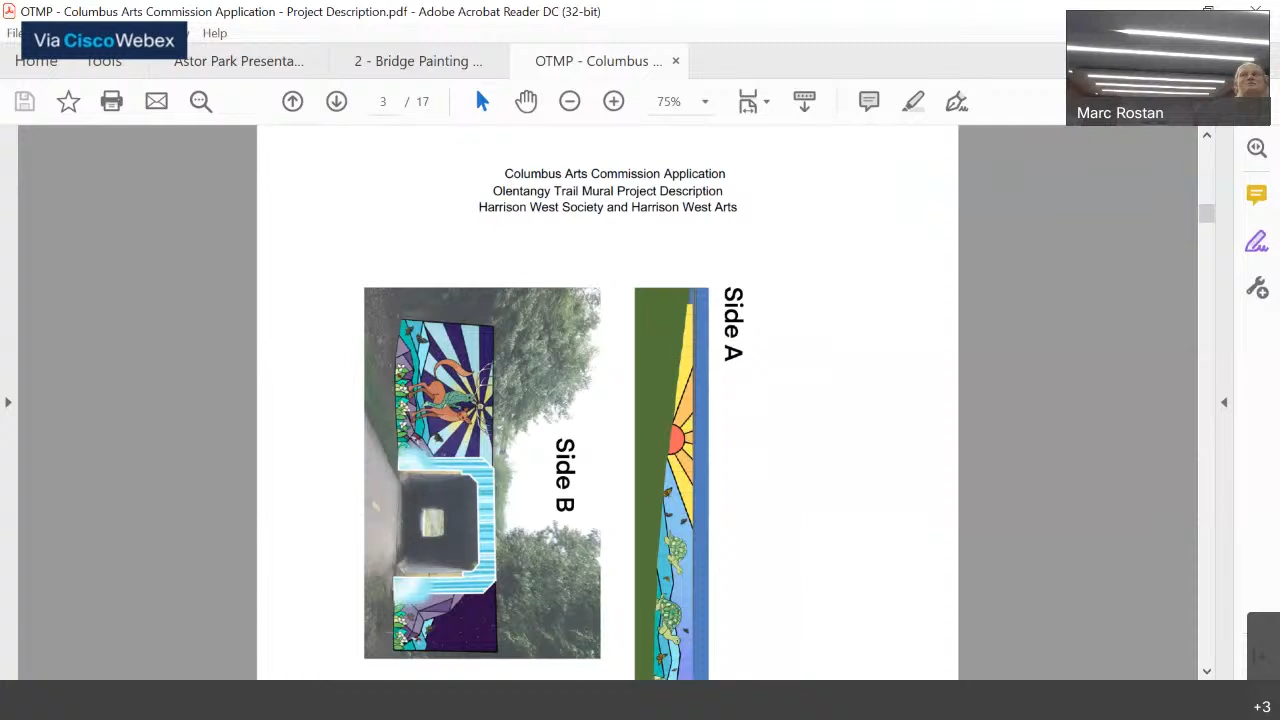 OTMP - Columbus Arts Commission Application - Project Description.pdf - Adobe Acrobat Reader DC (32-bit)
Via CiscoWebex
Help
Home
Tools
Astor Park Presenta...
2 - Bridge Painting ...
OTMP - Columbus ...
3 / 17
75%
Marc Rostan
Columbus Arts Commission Application
Olentangy Trail Mural Project Description
Harrison West Society and Harrison West Arts
Side A
Side B
+3